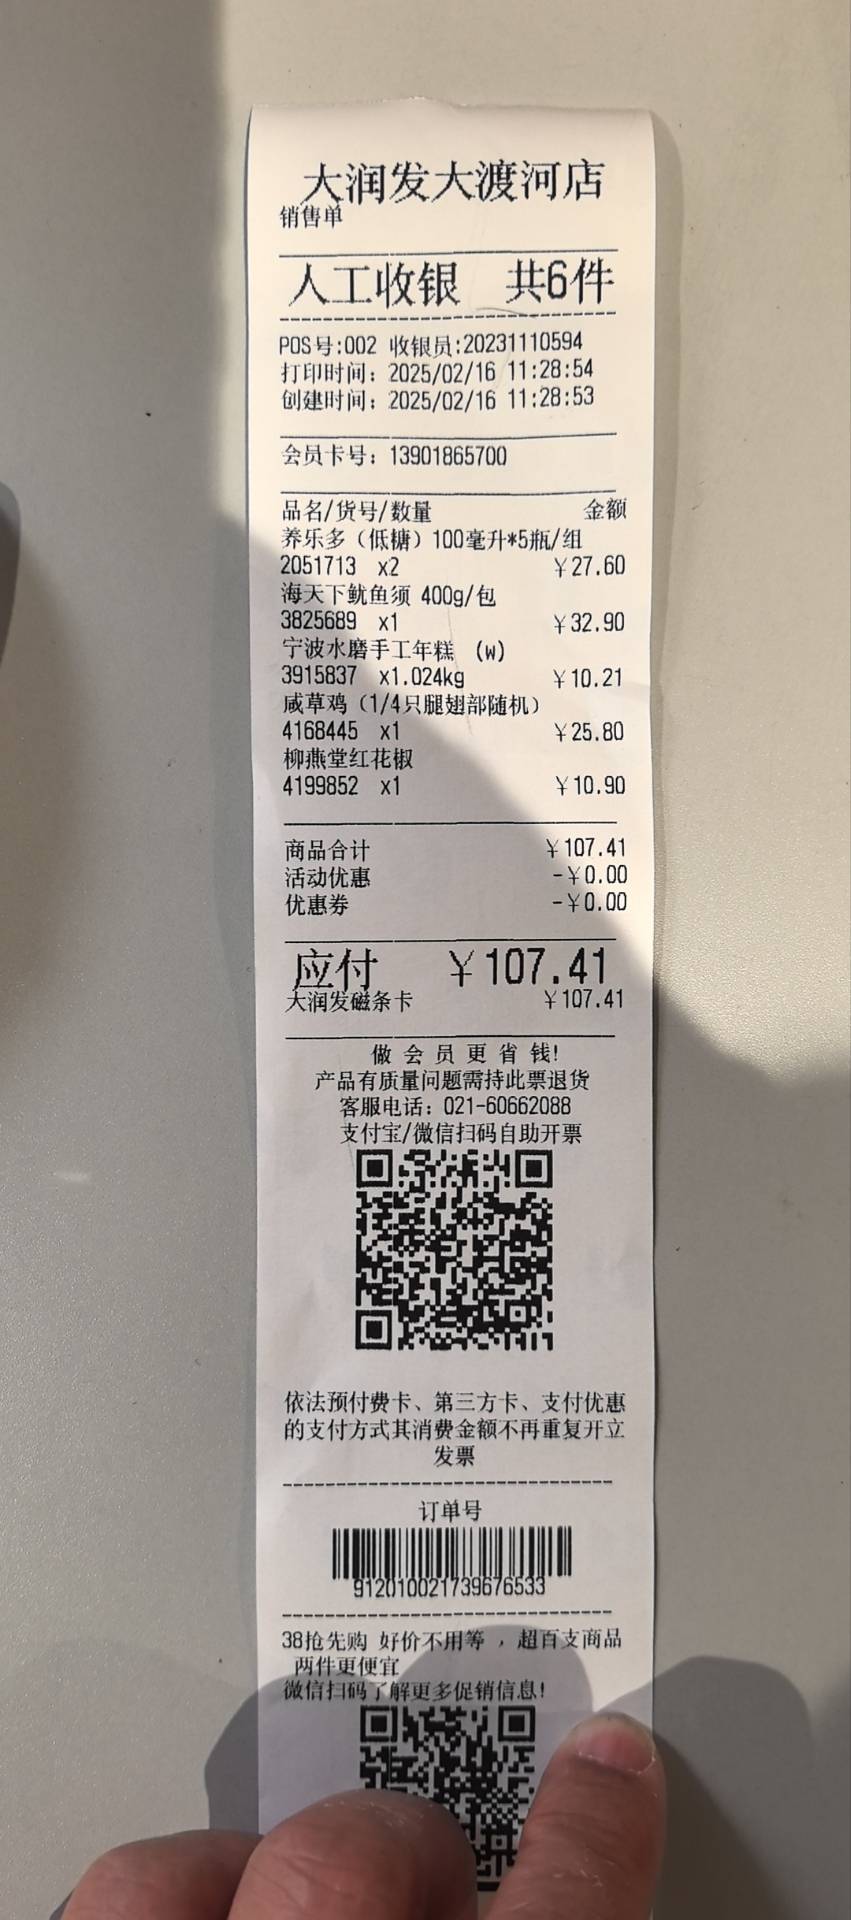 大润发大渡河店
销售单
人工收银 共6件
POS号:002 收银员:20231110594
打印时间：2025/02/16 11:28:54
创建时间：2025/02/16 11:28:53
会员卡号：13901865700
品名/货号/数量 金额
养乐多（低糖）100毫升*5瓶/组
2051713 x2 ￥27.60
海天下鱿鱼须 400g/包
3825689 x1 ￥32.90
宁波水磨手工年糕 (w)
3915837 x1.024kg ￥10.21
咸草鸡（1/4只腿翅部随机）
4168445 x1 ￥25.80
柳燕堂红花椒
4199852 x1 ￥10.90
商品合计 ￥107.41
活动优惠 -￥0.00
优惠券 -￥0.00
应付 ￥107.41
大润发磁条卡 ￥107.41
做 会 员 更 省 钱!
产品有质量问题需持此票退货
客服电话：021-60662088
支付宝/微信扫码自助开票
依法预付费卡、第三方卡、支付优惠
的支付方式其消费金额不再重复开立
发票
订单号
912010021739676533
38抢先购 好价不用等 ，超百支商品
两件更便宜
微信扫码了解更多促销信息!